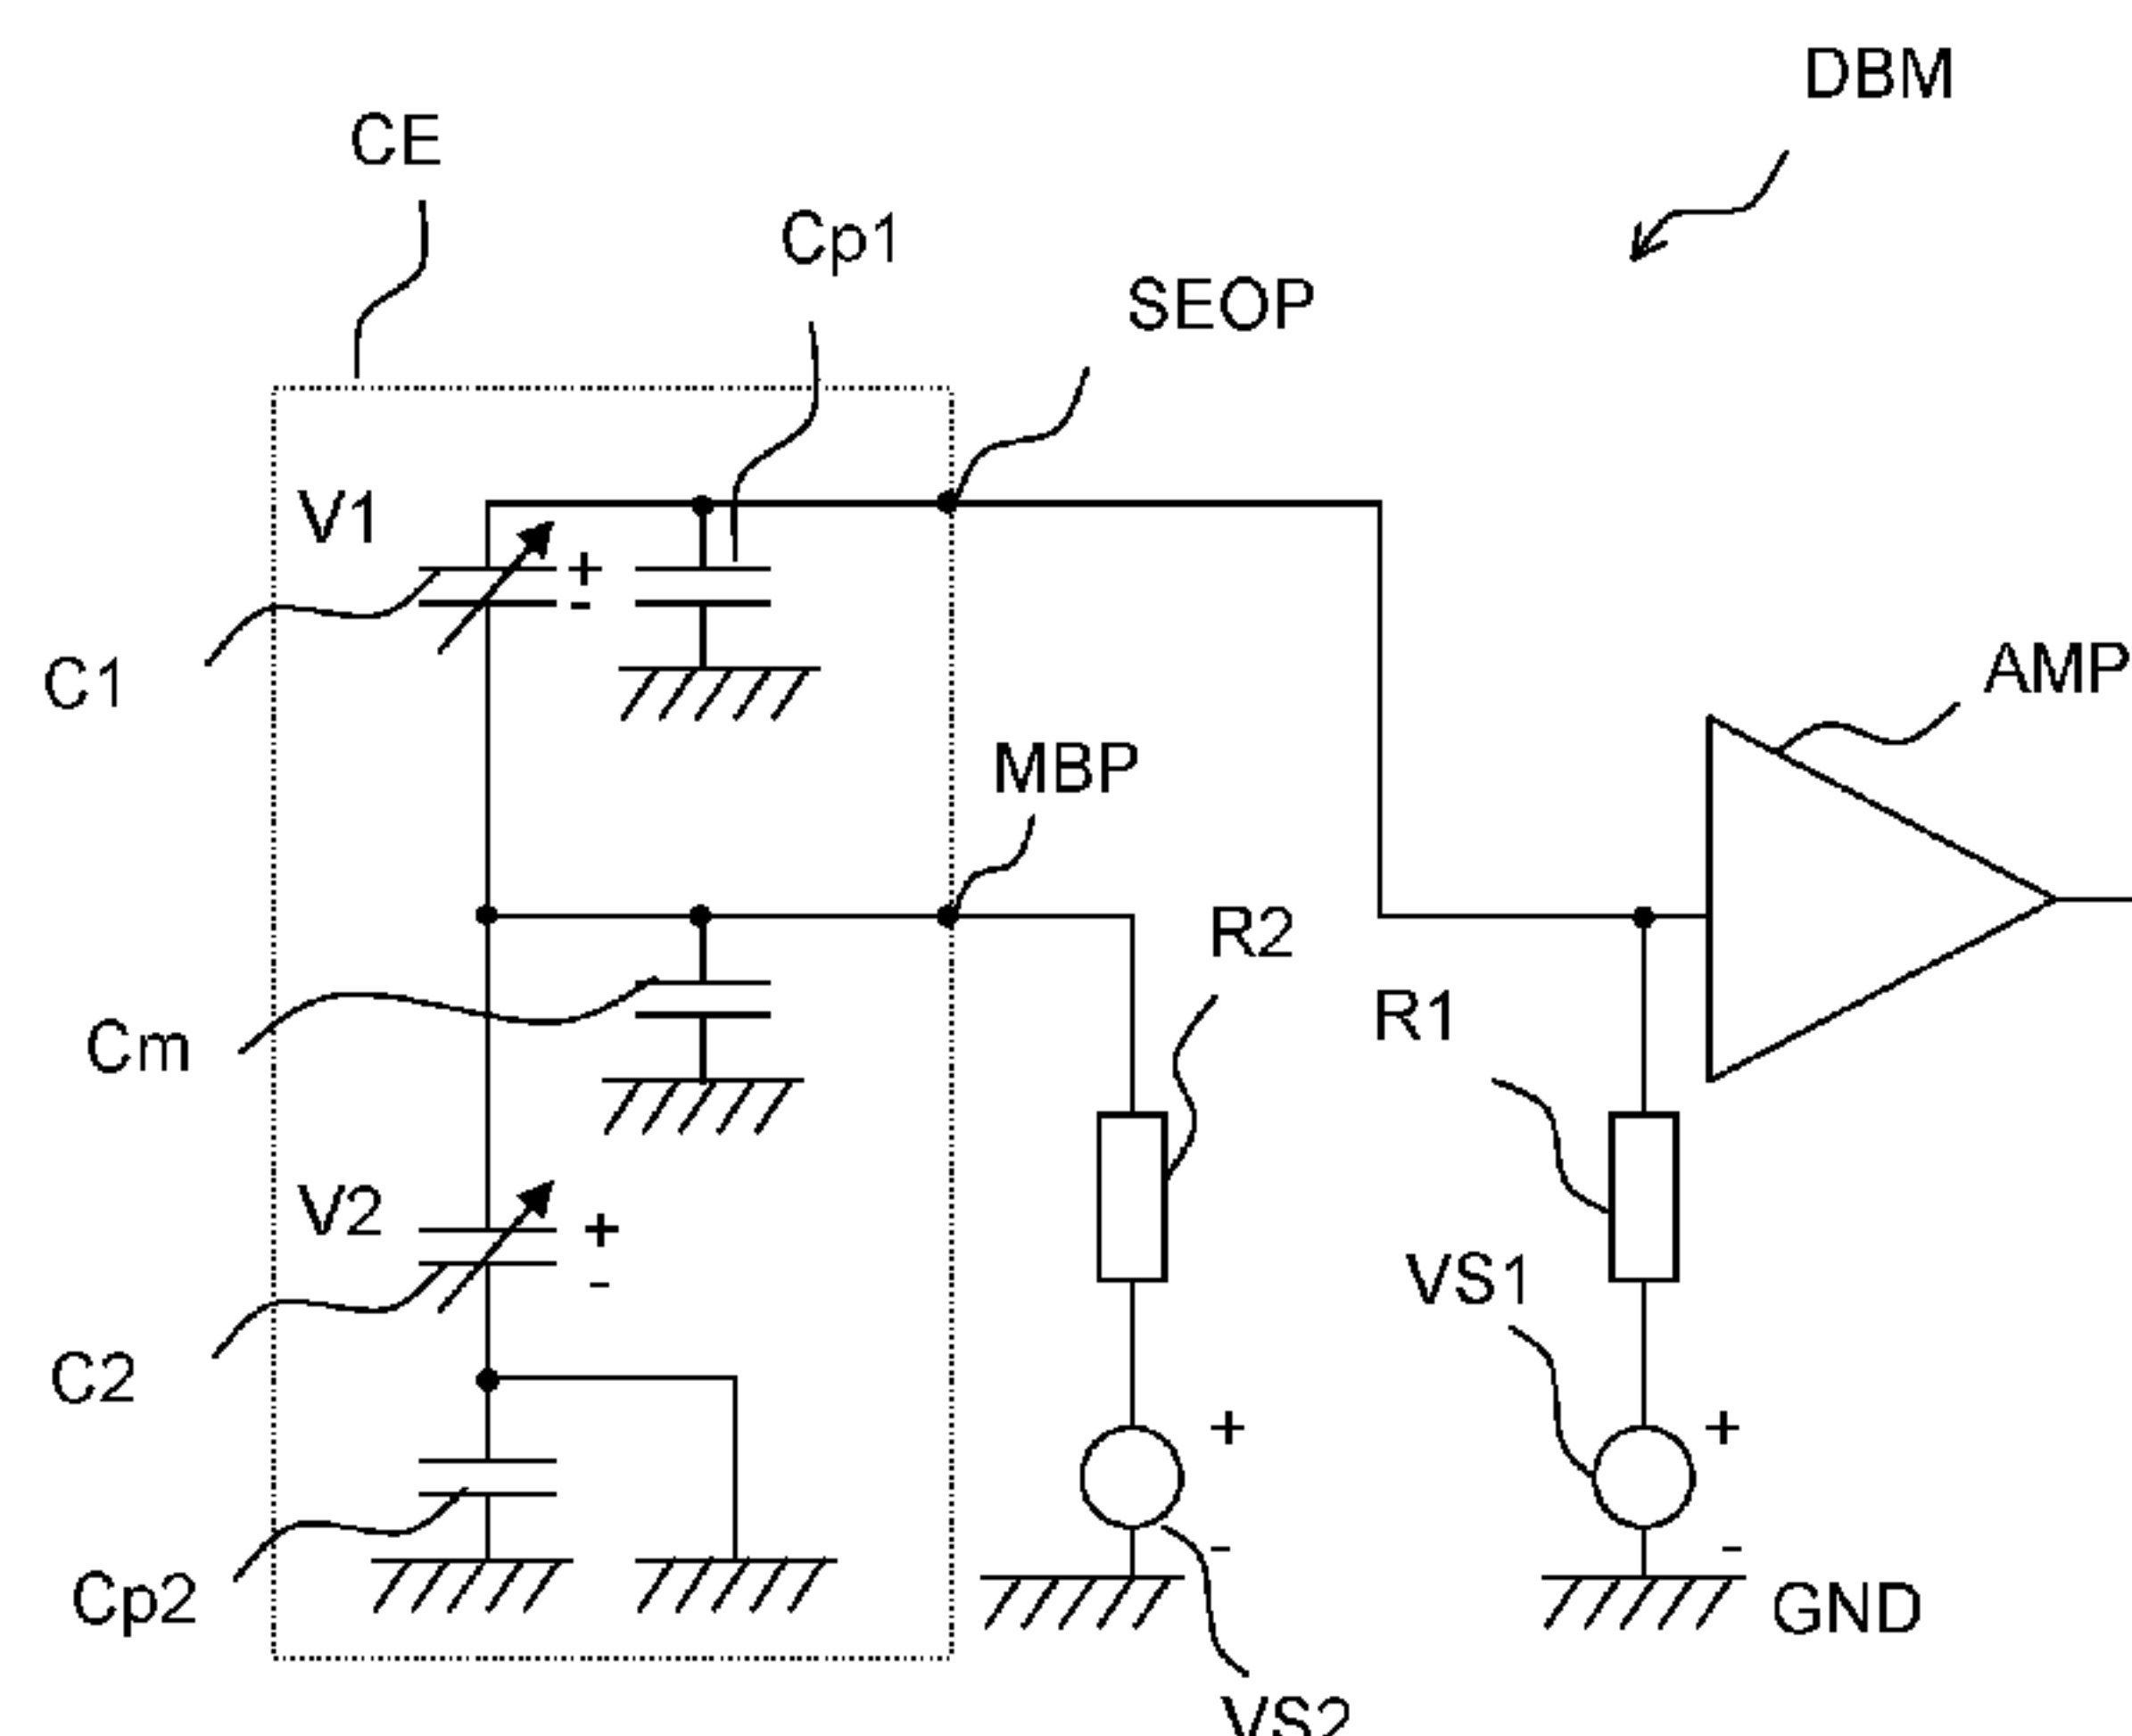 DBM
CE
Cp1
SEOP
V1
+
-
C1
AMP
MBP
R2
R1
Cm
V2
+
-
VS1
C2
+
-
+
-
Cp2
GND
VS2